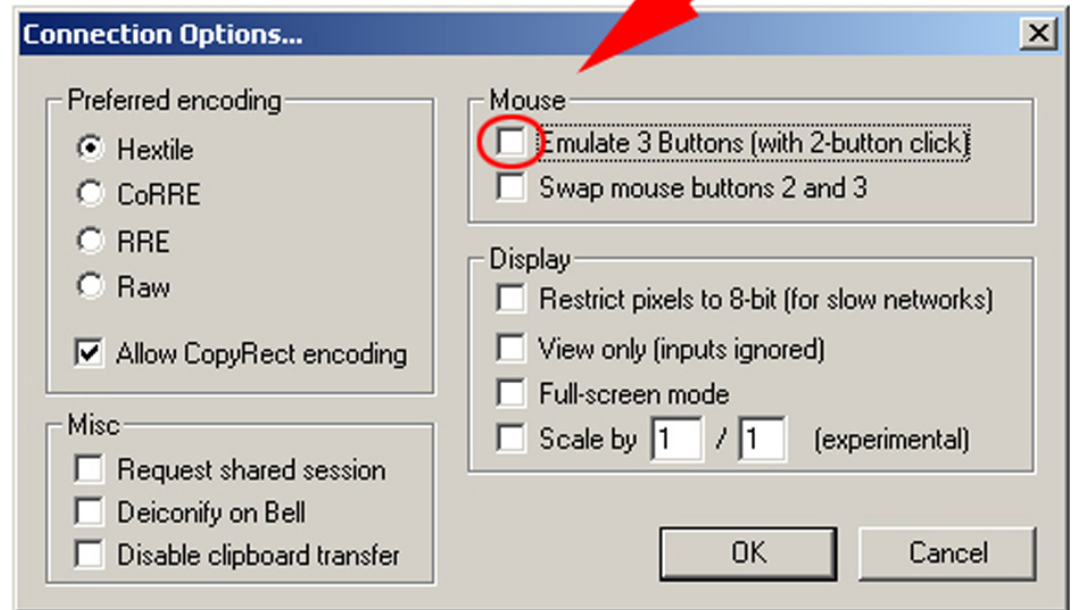 Connection Options...
Preferred encoding
Hextile
CoRRE
RRE
Raw
Allow CopyRect encoding
Misc
Request shared session
Deiconify on Bell
Disable clipboard transfer
Mouse
Emulate 3 Buttons (with 2-button click)
Swap mouse buttons 2 and 3
Display
Restrict pixels to 8-bit (for slow networks)
View only (inputs ignored)
Full-screen mode
Scale by 1 / 1 (experimental)
OK
Cancel